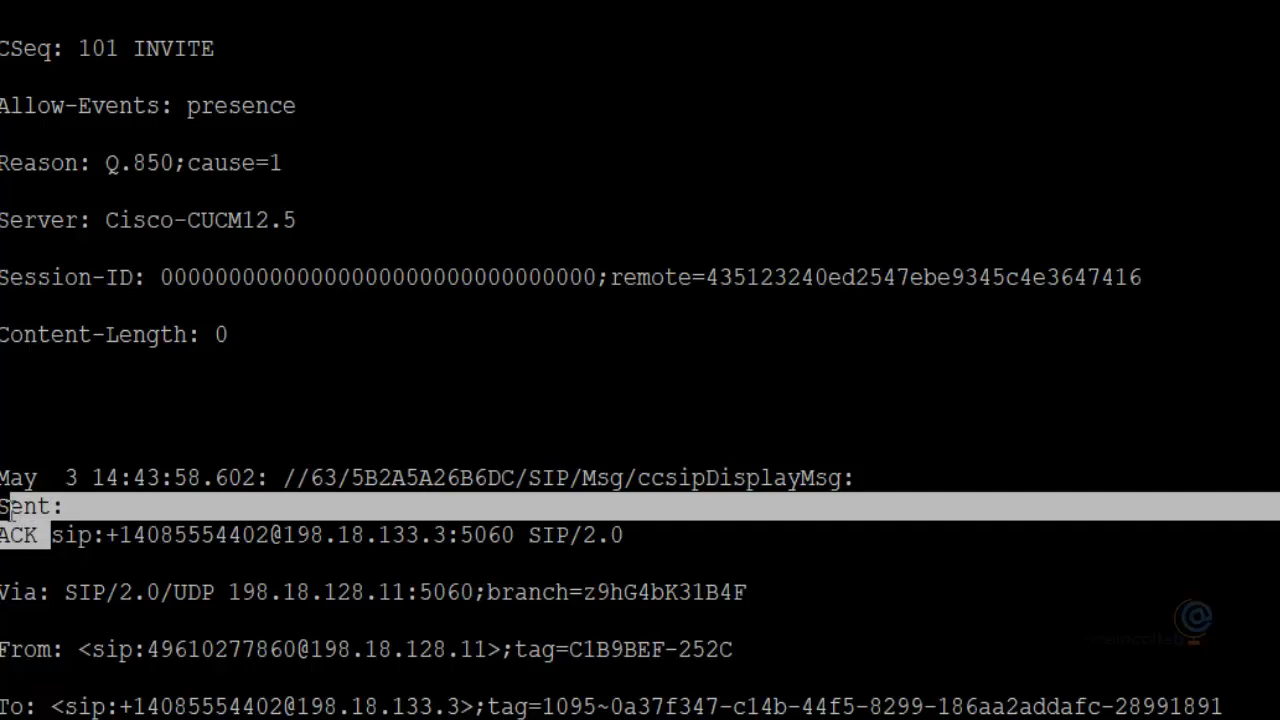 CSeq: 101 INVITE
Allow-Events: presence
Reason: Q.850;cause=1
Server: Cisco-CUCM12.5
Session-ID: 00000000000000000000000000000000;remote=435123240ed2547ebe9345c4e3647416
Content-Length: 0
May  3 14:43:58.602: //63/5B2A5A26B6DC/SIP/Msg/ccsipDisplayMsg:
Sent:
ACK sip:+14085554402@198.18.133.3:5060 SIP/2.0
Via: SIP/2.0/UDP 198.18.128.11:5060;branch=z9hG4bK31B4F
From: <sip:49610277860@198.18.128.11>;tag=C1B9BEF-252C
To: <sip:+14085554402@198.18.133.3>;tag=1095~0a37f347-c14b-44f5-8299-186aa2addafc-28991891